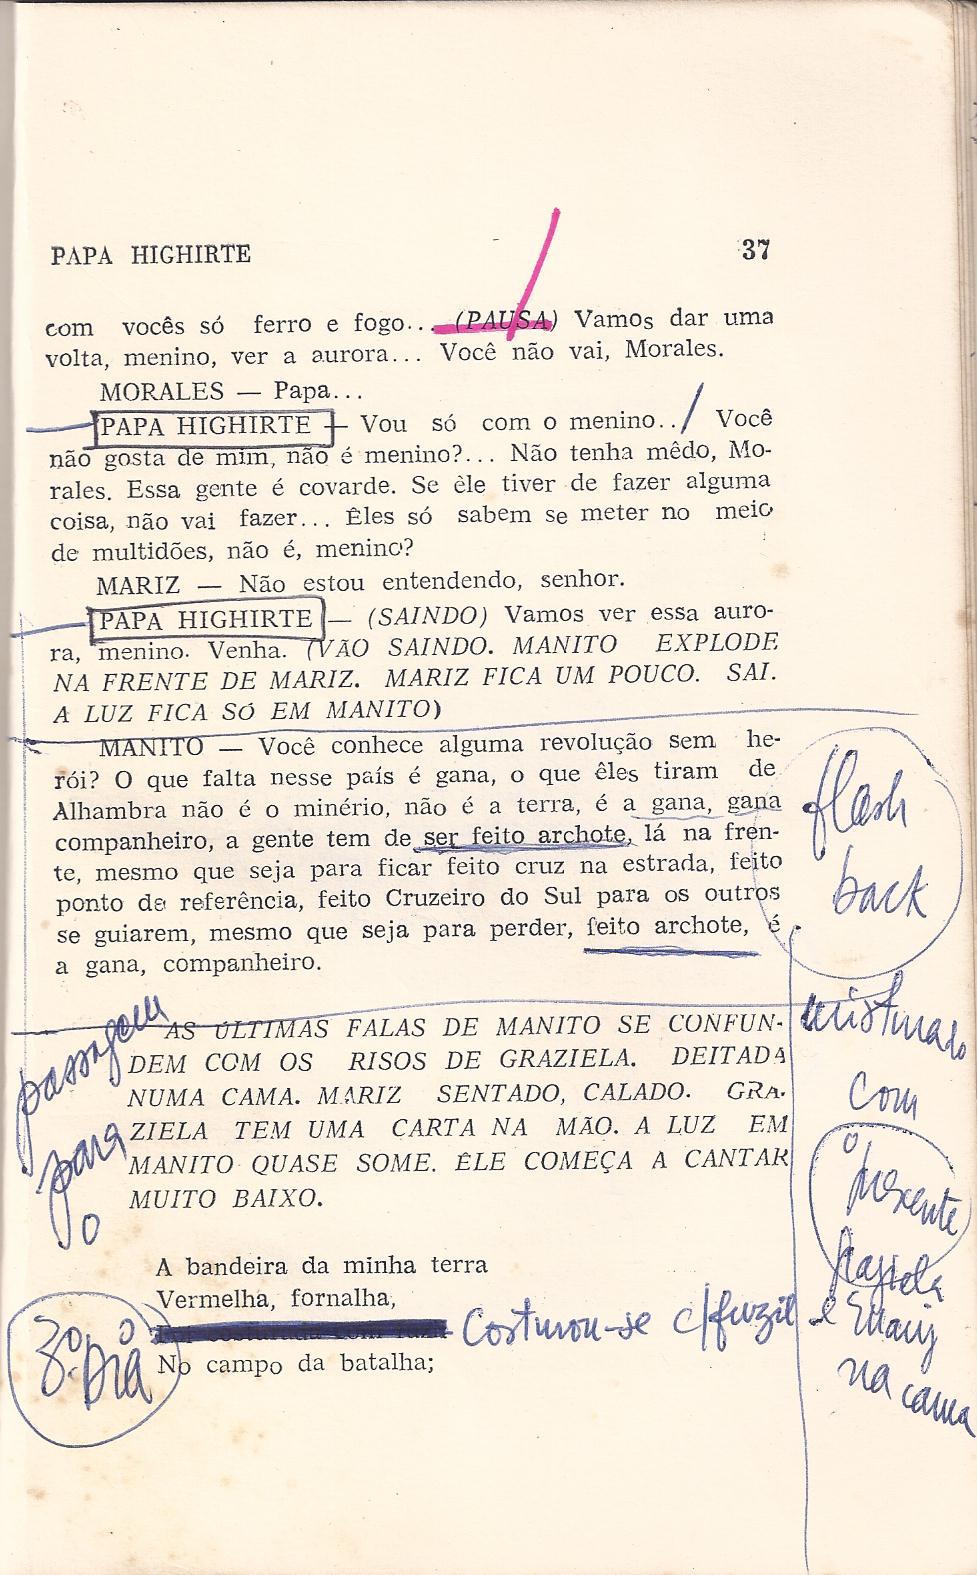 PAPA HIGHIRTE 37
com vocês só ferro e fogo... (PAUSA) Vamos dar uma
volta, menino, ver a aurora... Você não vai, Morales.
MORALES — Papa...
PAPA HIGHIRTE — Vou só com o menino../ Você
não gosta de mim, não é menino?... Não tenha mêdo, Mo-
rales. Essa gente é covarde. Se êle tiver de fazer alguma
coisa, não vai fazer... Êles só sabem se meter no meio
de multidões, não é, menino?
MARIZ — Não estou entendendo, senhor.
PAPA HIGHIRTE — (SAINDO) Vamos ver essa auro-
ra, menino. Venha. (VÃO SAINDO. MANITO EXPLODE
NA FRENTE DE MARIZ. MARIZ FICA UM POUCO. SAI.
A LUZ FICA SÓ EM MANITO)
MANITO — Você conhece alguma revolução sem he-
rói? O que falta nesse país é gana, o que êles tiram de
Alhambra não é o minério, não é a terra, é a gana, gana
companheiro, a gente tem de ser feito archote, lá na fren-
te, mesmo que seja para ficar feito cruz na estrada, feito
ponto de referência, feito Cruzeiro do Sul para os outros
se guiarem, mesmo que seja para perder, feito archote, é
a gana, companheiro.
flash
back
misturado
com
o
presente
Graziela
e Mariz
na cama
passagem
para
o
3º DIA
AS ÚLTIMAS FALAS DE MANITO SE CONFUN-
DEM COM OS RISOS DE GRAZIELA. DEITADA
NUMA CAMA. MARIZ SENTADO, CALADO. GRA-
ZIELA TEM UMA CARTA NA MÃO. A LUZ EM
MANITO QUASE SOME. ÊLE COMEÇA A CANTAR
MUITO BAIXO.
A bandeira da minha terra
Vermelha, fornalha,
Costurou-se c/fuzil
No campo da batalha;